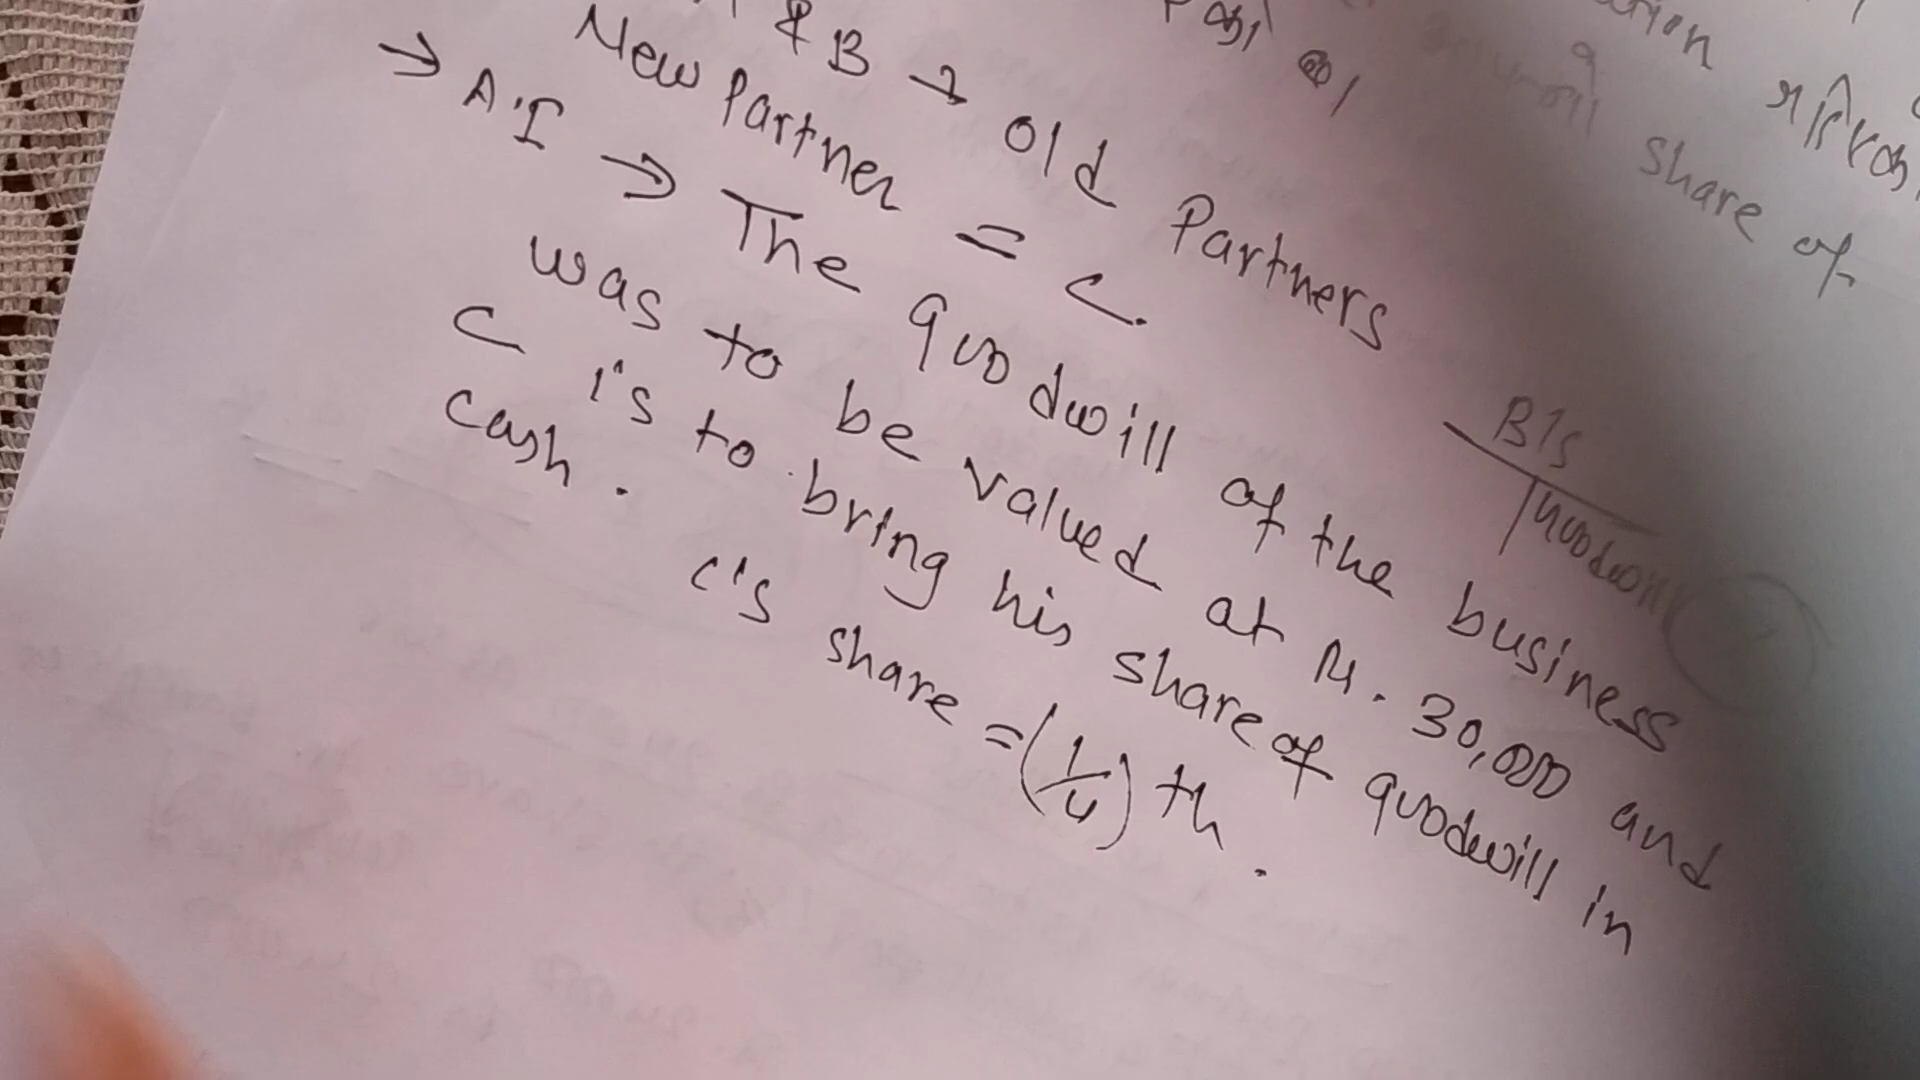 & B → old Partners
New Partner = C.
→ A.I → The goodwill of the business
was to be valued at Rs. 30,000 and
C is to bring his share of goodwill in
cash.
C's share = (1/4) th.
share of
B/s